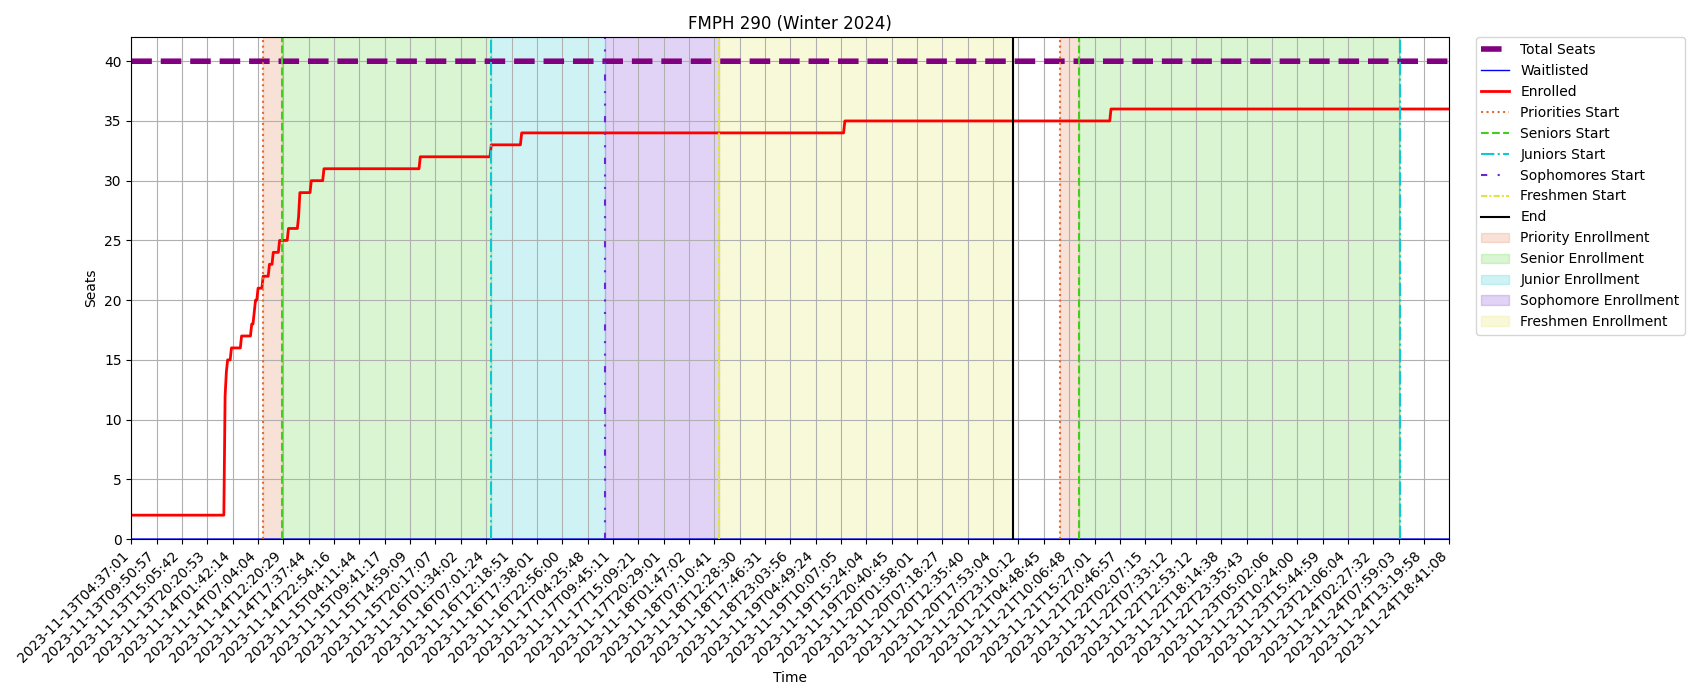 FMPH 290 (Winter 2024)
Seats
40
35
30
25
20
15
10
5
0
2023-11-13T04:37:01
2023-11-13T09:50:57
2023-11-13T15:05:42
2023-11-13T20:20:53
2023-11-14T01:42:14
2023-11-14T07:04:04
2023-11-14T12:20:29
2023-11-14T17:37:44
2023-11-14T22:54:16
2023-11-15T04:11:44
2023-11-15T09:41:17
2023-11-15T14:59:09
2023-11-15T20:17:07
2023-11-16T01:34:02
2023-11-16T07:01:24
2023-11-16T12:18:51
2023-11-16T17:38:01
2023-11-16T22:56:00
2023-11-17T04:25:48
2023-11-17T09:45:11
2023-11-17T15:09:21
2023-11-17T20:29:01
2023-11-18T01:47:02
2023-11-18T07:10:41
2023-11-18T12:28:30
2023-11-18T17:46:31
2023-11-18T23:03:56
2023-11-19T04:49:24
2023-11-19T10:07:05
2023-11-19T15:24:04
2023-11-19T20:40:45
2023-11-20T01:58:01
2023-11-20T07:18:27
2023-11-20T12:35:40
2023-11-20T17:53:04
2023-11-20T23:10:12
2023-11-21T04:48:45
2023-11-21T10:06:48
2023-11-21T15:27:01
2023-11-21T20:46:57
2023-11-22T02:07:15
2023-11-22T07:33:12
2023-11-22T12:53:12
2023-11-22T18:14:38
2023-11-22T23:35:43
2023-11-23T05:02:06
2023-11-23T10:24:00
2023-11-23T15:44:59
2023-11-23T21:06:04
2023-11-24T02:27:32
2023-11-24T07:59:03
2023-11-24T13:19:58
2023-11-24T18:41:08
Time
Total Seats
Waitlisted
Enrolled
Priorities Start
Seniors Start
Juniors Start
Sophomores Start
Freshmen Start
End
Priority Enrollment
Senior Enrollment
Junior Enrollment
Sophomore Enrollment
Freshmen Enrollment